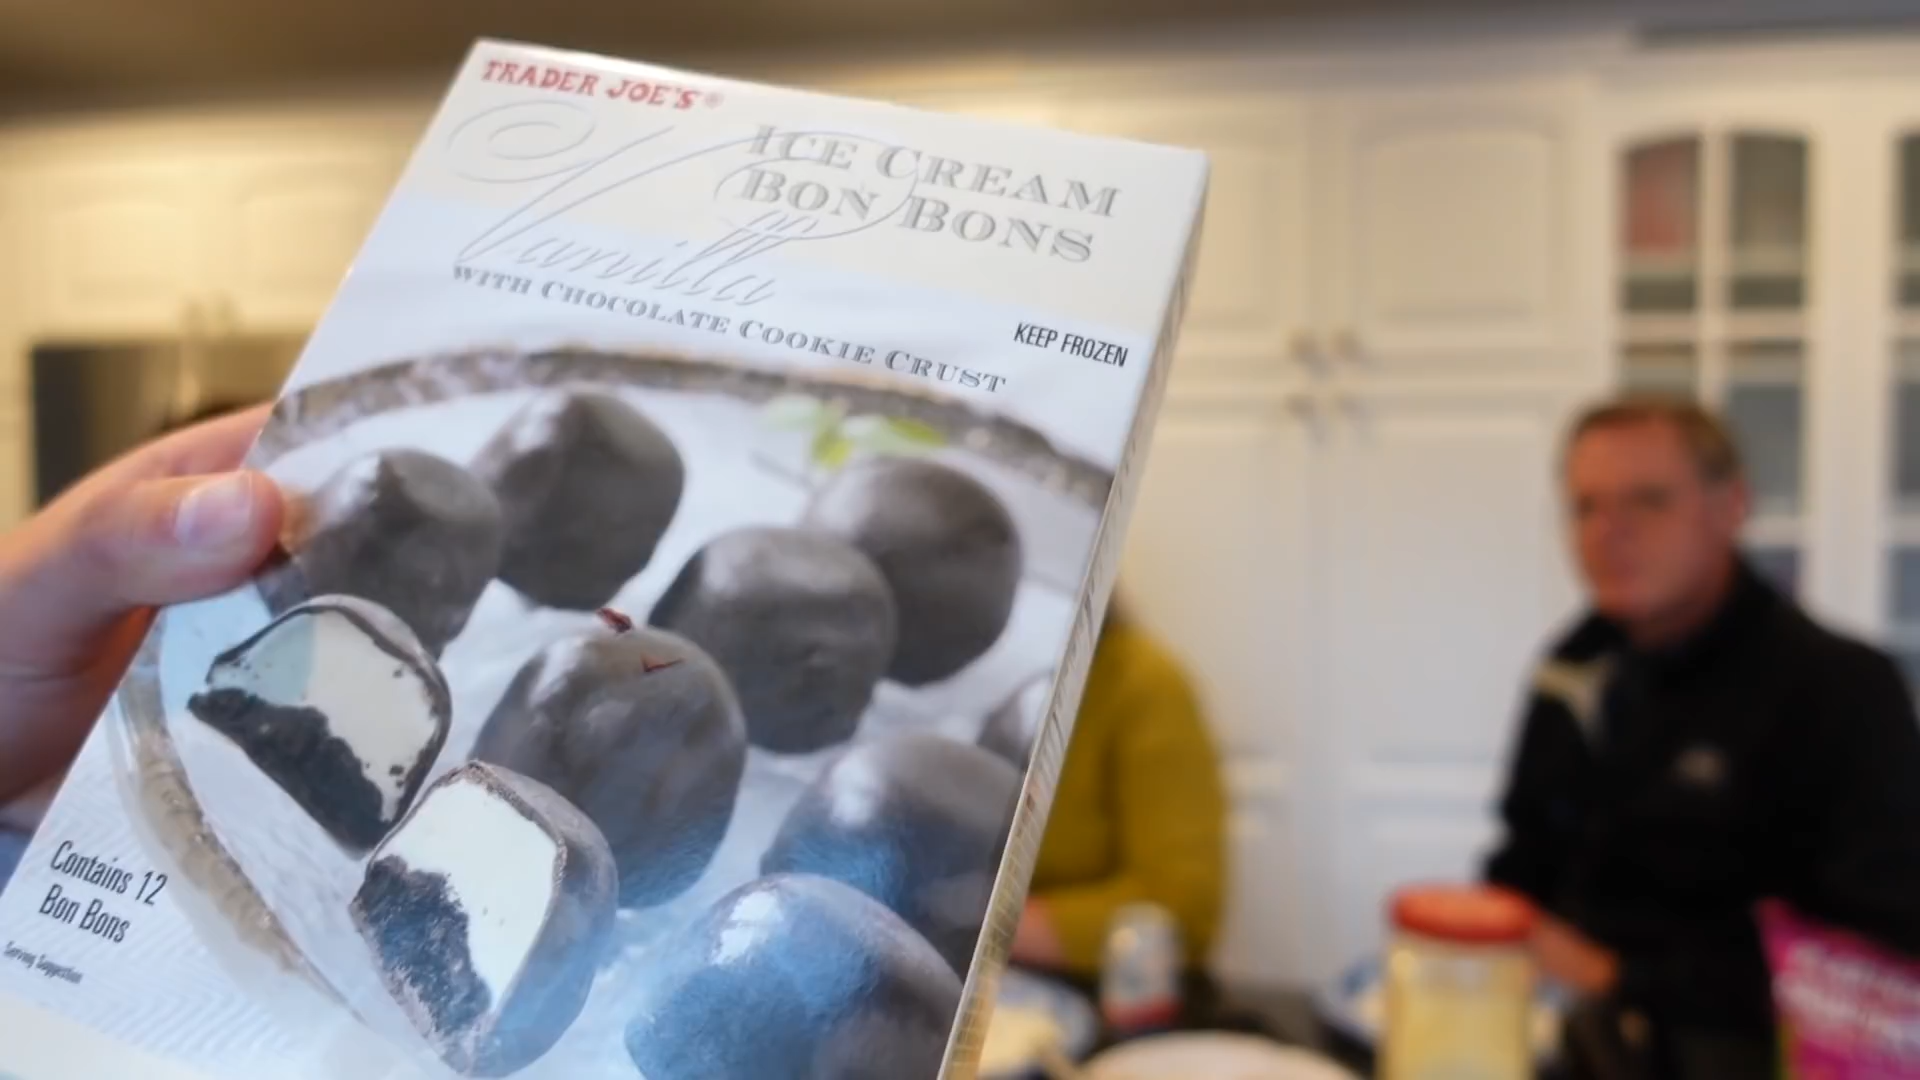 TRADER JOE'S®
ICE CREAM
BON BONS
Vanilla
WITH CHOCOLATE COOKIE CRUST
KEEP FROZEN
Contains 12
Bon Bons
Serving Suggestion